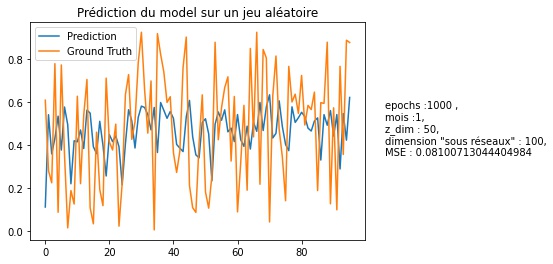 Prédiction du model sur un jeu aléatoire
Prediction
Ground Truth
0.8
0.6
0.4
0.2
0.0
0
20
40
60
80
100
epochs :1000 ,
mois :1,
z_dim : 50,
dimension "sous réseaux" : 100,
MSE : 0.08100713044404984